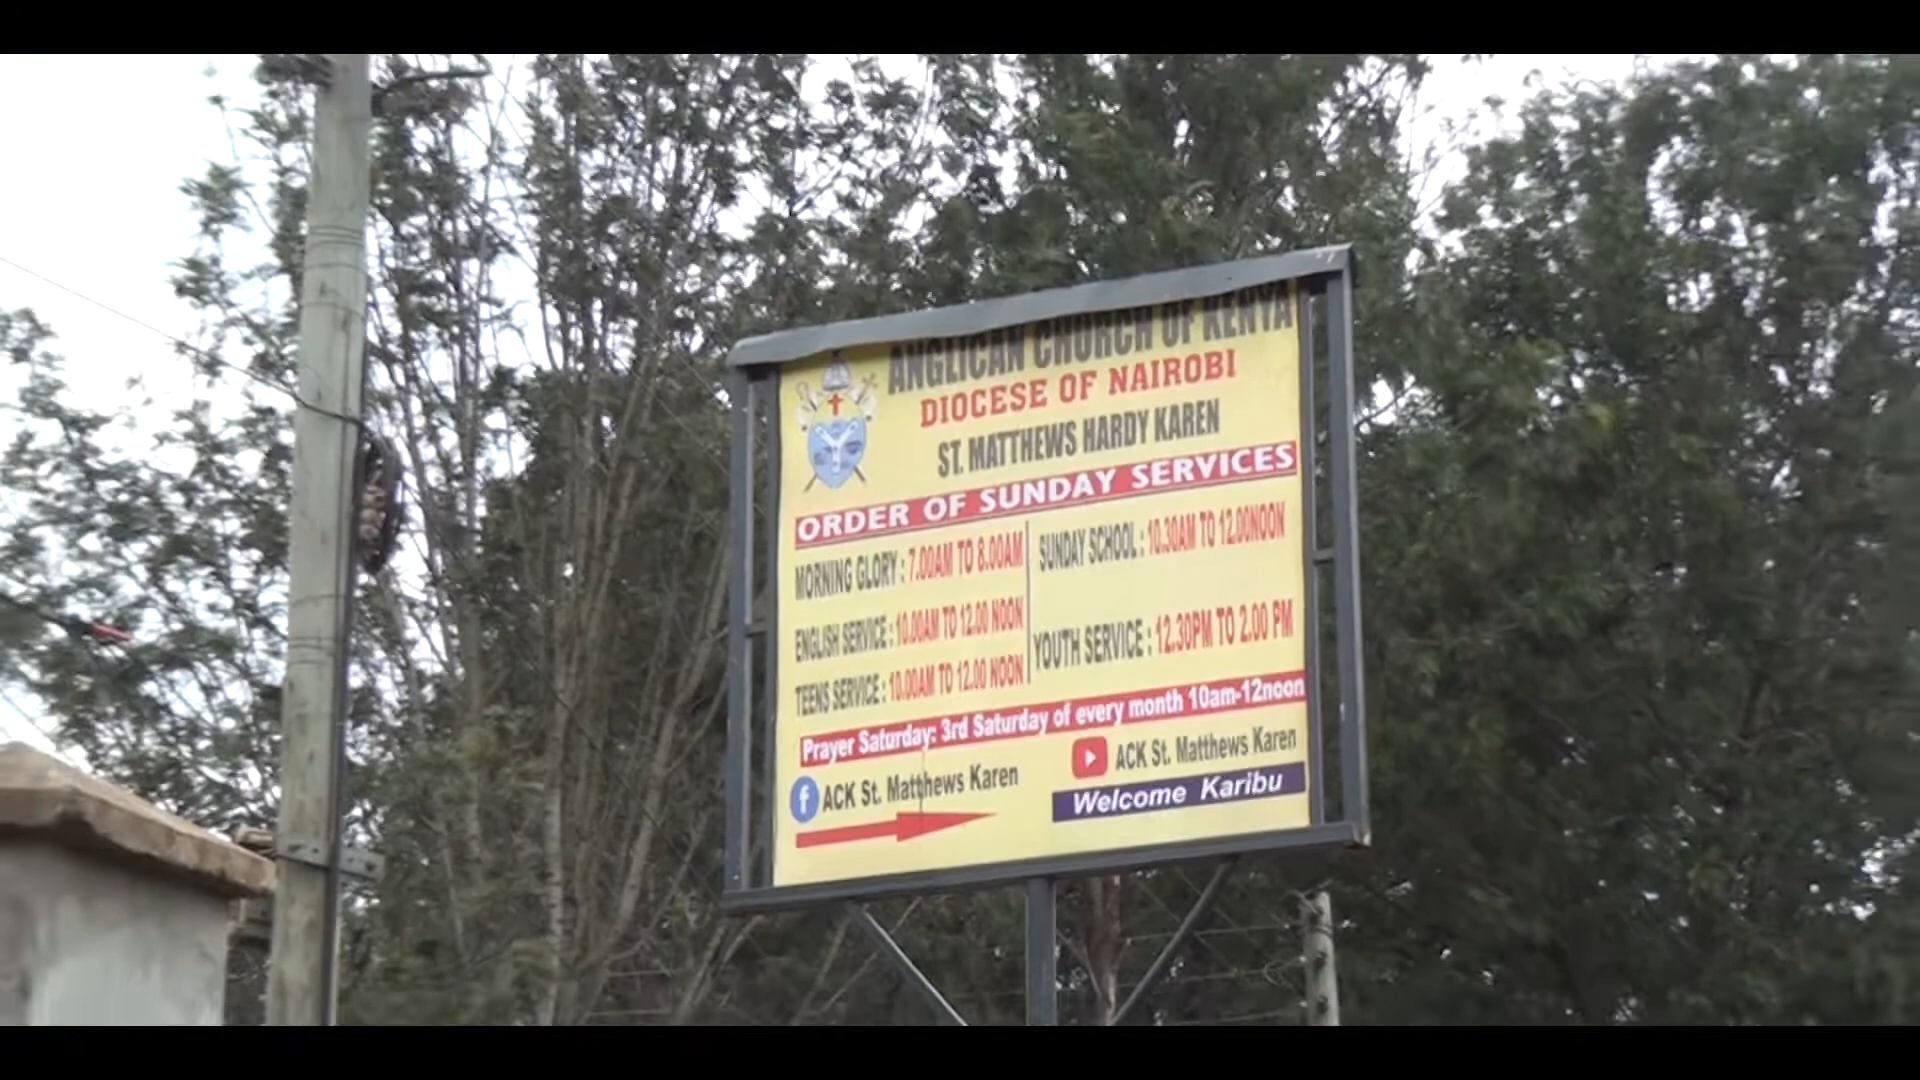 ANGLICAN CHURCH OF KENYA
DIOCESE OF NAIROBI
ST. MATTHEWS HARDY KAREN
ORDER OF SUNDAY SERVICES
MORNING GLORY : 7.00AM TO 8.00AM
ENGLISH SERVICE : 10.00AM TO 12.00 NOON
TEENS SERVICE : 10.00AM TO 12.00 NOON
SUNDAY SCHOOL : 10.30AM TO 12.00NOON
YOUTH SERVICE : 12.30PM TO 2.00 PM
Prayer Saturday: 3rd Saturday of every month 10am-12noon
f ACK St. Matthews Karen
ACK St. Matthews Karen
Welcome Karibu